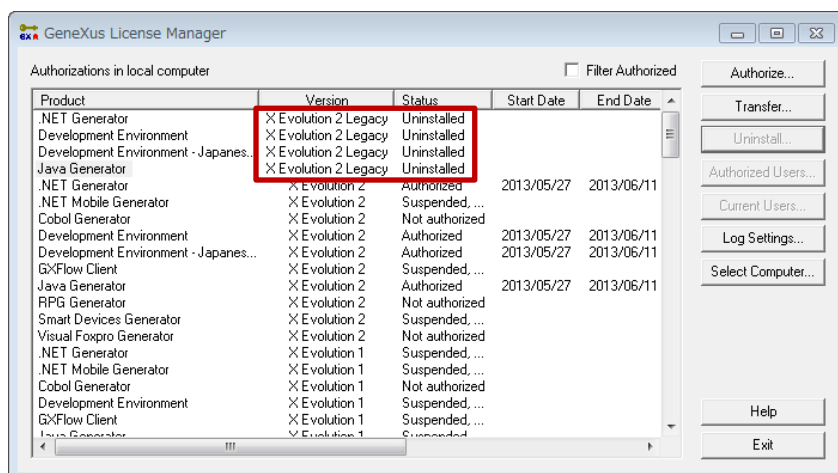 GeneXus License Manager
Authorizations in local computer
Filter Authorized
Product Version Status Start Date End Date
.NET Generator X Evolution 2 Legacy Uninstalled
Development Environment X Evolution 2 Legacy Uninstalled
Development Environment - Japanes... X Evolution 2 Legacy Uninstalled
Java Generator X Evolution 2 Legacy Uninstalled
.NET Generator X Evolution 2 Authorized 2013/05/27 2013/06/11
.NET Mobile Generator X Evolution 2 Suspended, ...
Cobol Generator X Evolution 2 Not authorized
Development Environment X Evolution 2 Authorized 2013/05/27 2013/06/11
Development Environment - Japanes... X Evolution 2 Authorized 2013/05/27 2013/06/11
GXFlow Client X Evolution 2 Suspended, ...
Java Generator X Evolution 2 Authorized 2013/05/27 2013/06/11
RPG Generator X Evolution 2 Not authorized
Smart Devices Generator X Evolution 2 Suspended, ...
Visual Foxpro Generator X Evolution 2 Not authorized
.NET Generator X Evolution 1 Suspended, ...
.NET Mobile Generator X Evolution 1 Suspended, ...
Cobol Generator X Evolution 1 Not authorized
Development Environment X Evolution 1 Suspended, ...
GXFlow Client X Evolution 1 Suspended, ...
Java Generator X Evolution 1 Suspended
Authorize...
Transfer...
Uninstall...
Authorized Users...
Current Users...
Log Settings...
Select Computer...
Help
Exit